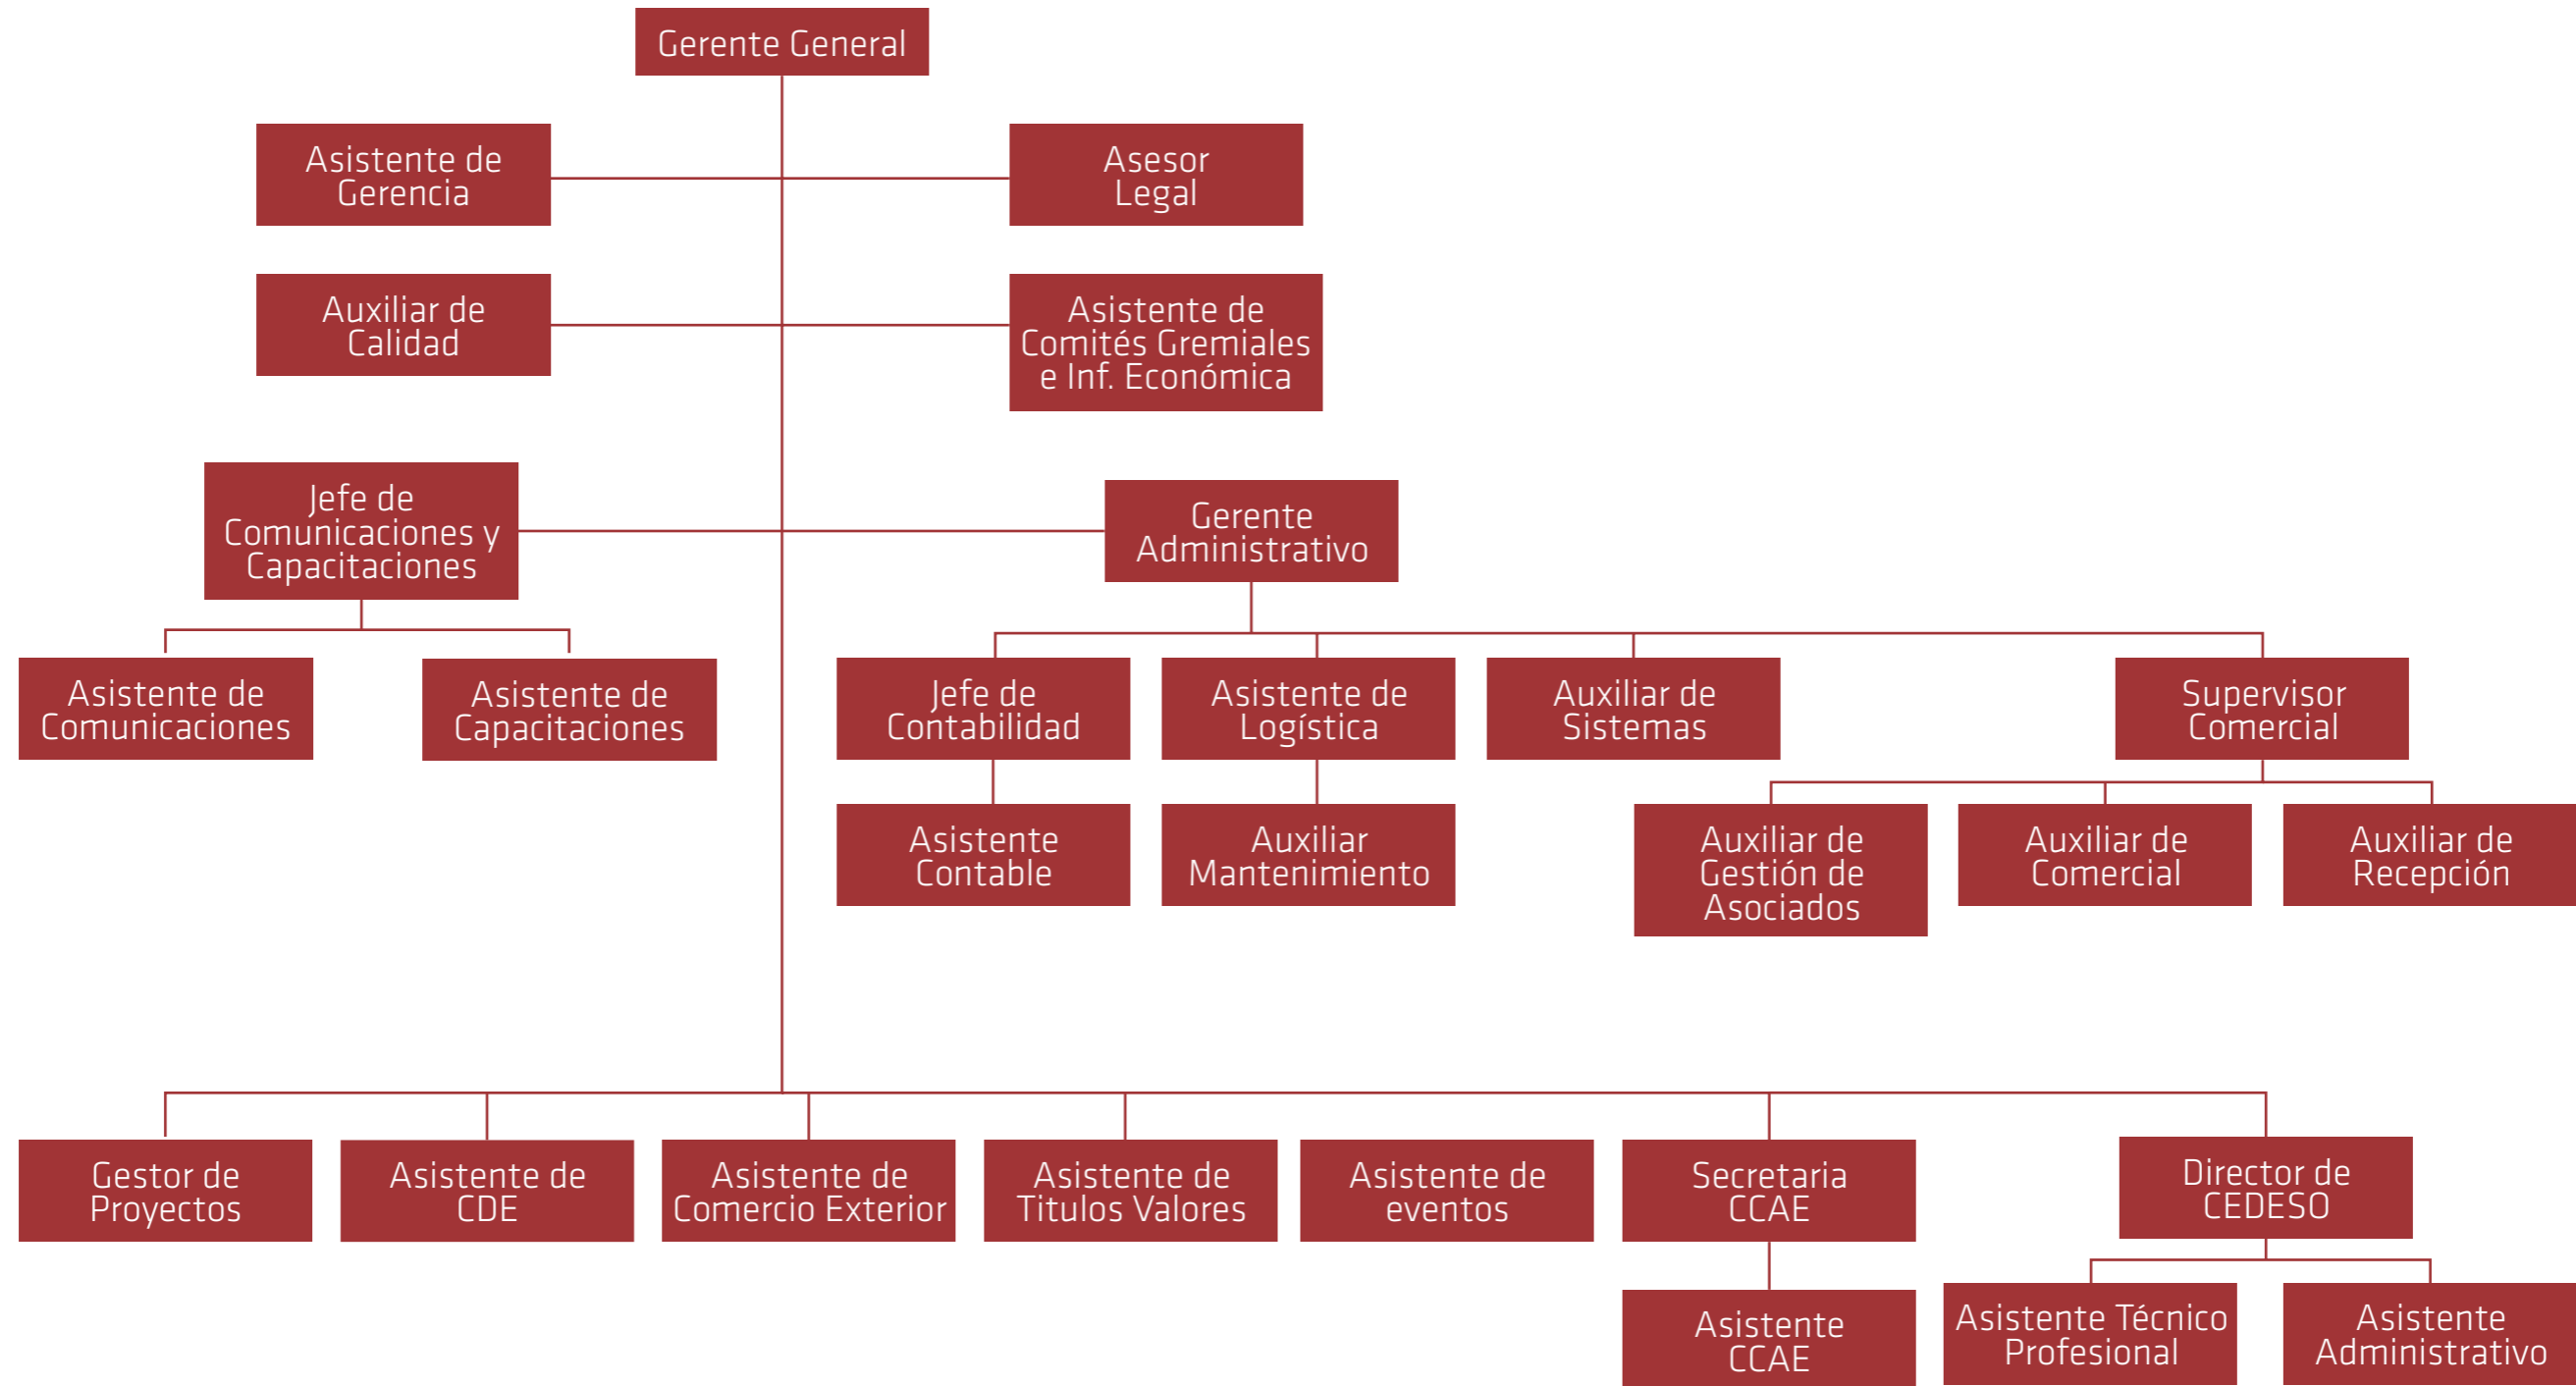 Gerente General
Asistente de
Gerencia
Asesor
Legal
Auxiliar de
Calidad
Asistente de
Comités Gremiales
e Inf. Económica
Jefe de
Comunicaciones y
Capacitaciones
Gerente
Administrativo
Asistente de
Comunicaciones
Asistente de
Capacitaciones
Jefe de
Contabilidad
Asistente de
Logística
Auxiliar de
Sistemas
Supervisor
Comercial
Asistente
Contable
Auxiliar
Mantenimiento
Auxiliar de
Gestión de
Asociados
Auxiliar de
Comercial
Auxiliar de
Recepción
Gestor de
Proyectos
Asistente de
CDE
Asistente de
Comercio Exterior
Asistente de
Titulos Valores
Asistente de
eventos
Secretaria
CCAE
Director de
CEDESO
Asistente
CCAE
Asistente Técnico
Profesional
Asistente
Administrativo